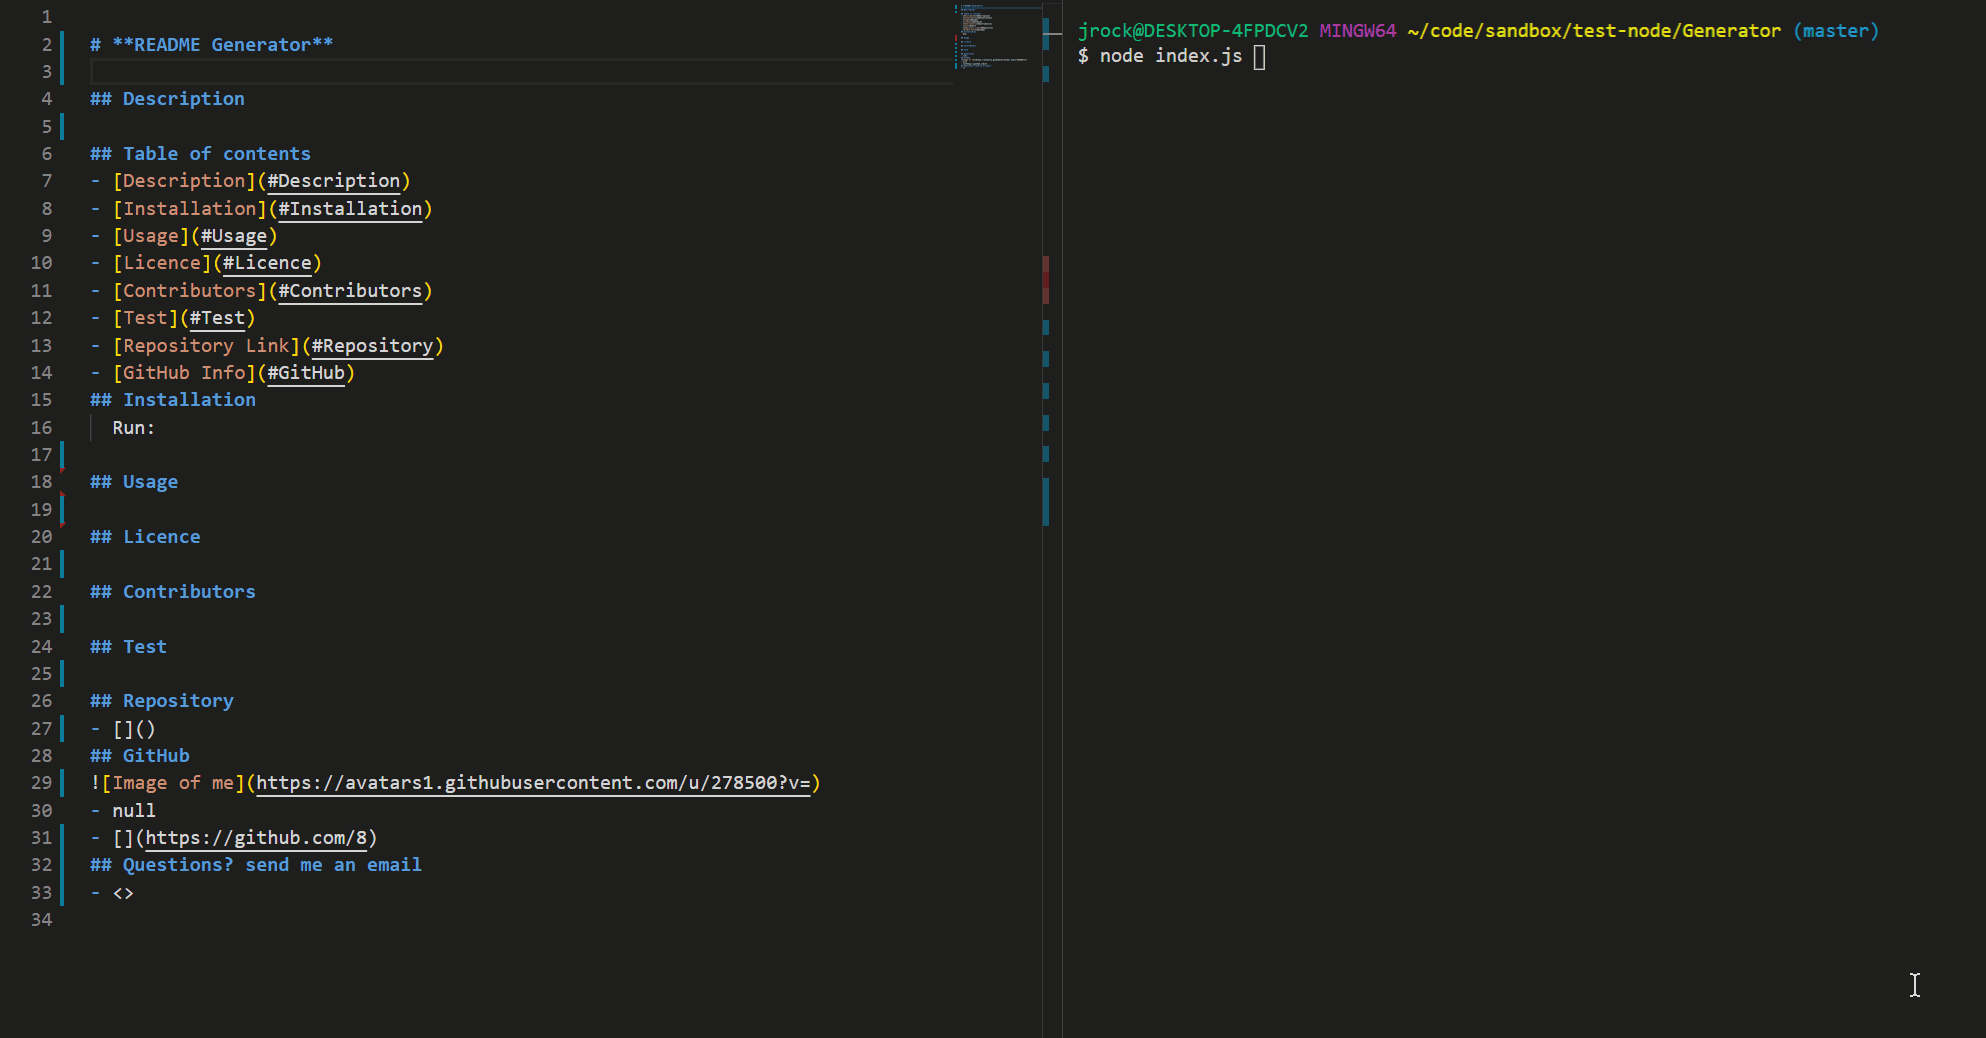 1
2 # **README Generator**
3
4 ## Description
5
6 ## Table of contents
7 - [Description](#Description)
8 - [Installation](#Installation)
9 - [Usage](#Usage)
10 - [Licence](#Licence)
11 - [Contributors](#Contributors)
12 - [Test](#Test)
13 - [Repository Link](#Repository)
14 - [GitHub Info](#GitHub)
15 ## Installation
16   Run:
17
18 ## Usage
19
20 ## Licence
21
22 ## Contributors
23
24 ## Test
25
26 ## Repository
27 - []()
28 ## GitHub
29 ![Image of me](https://avatars1.githubusercontent.com/u/278500?v=)
30 - null
31 - [](https://github.com/8)
32 ## Questions? send me an email
33 - <>
34
jrock@DESKTOP-4FPDCV2 MINGW64 ~/code/sandbox/test-node/Generator (master)
$ node index.js